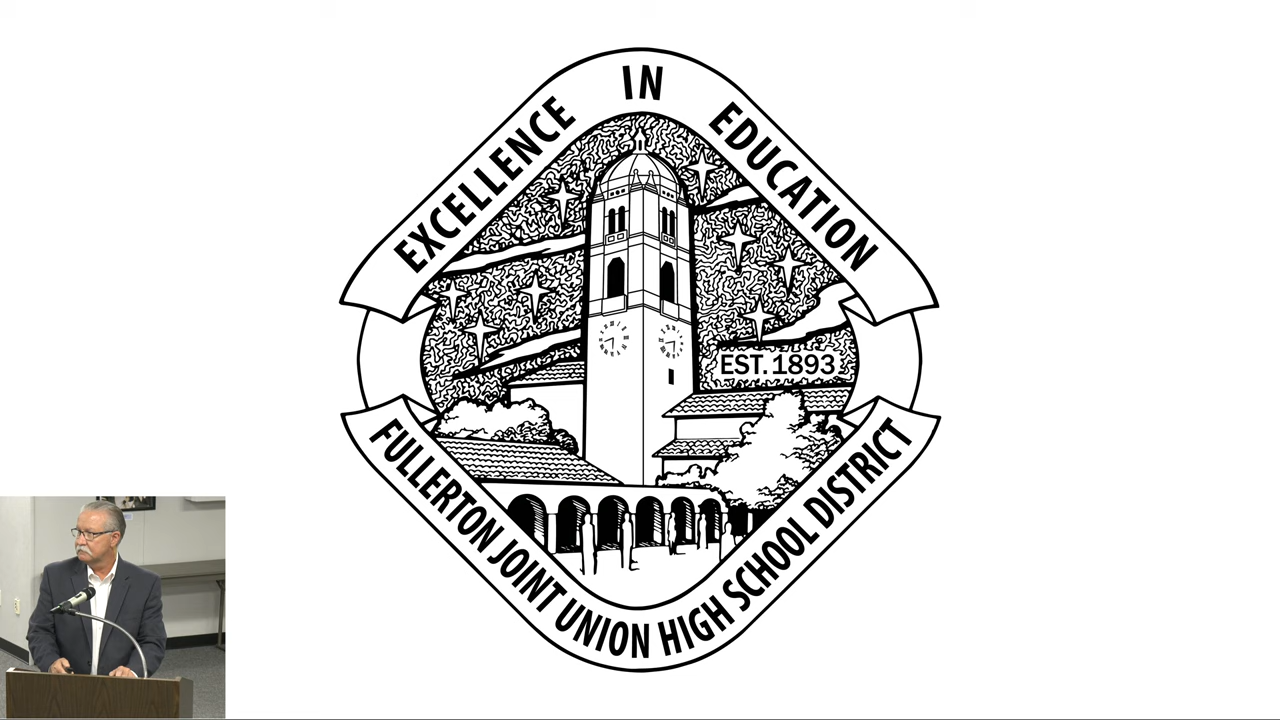 EXCELLENCE IN EDUCATION
EST. 1893
FULLERTON JOINT UNION HIGH SCHOOL DISTRICT